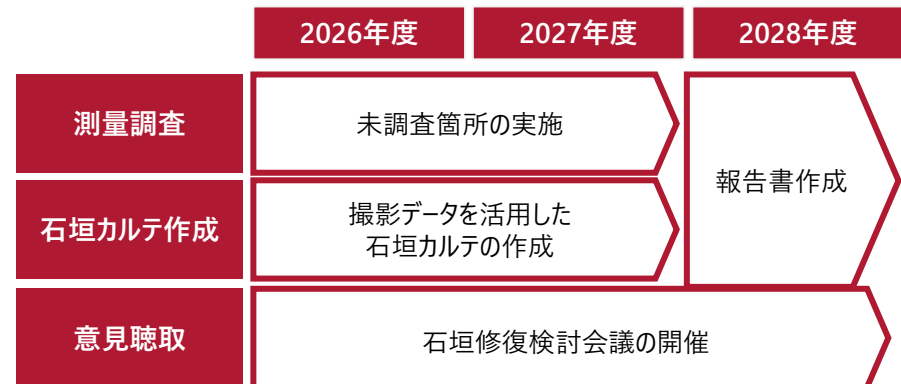 2026年度
2027年度
2028年度
測量調査
未調査箇所の実施
報告書作成
石垣カルテ作成
撮影データを活用した
石垣カルテの作成
意見聴取
石垣修復検討会議の開催